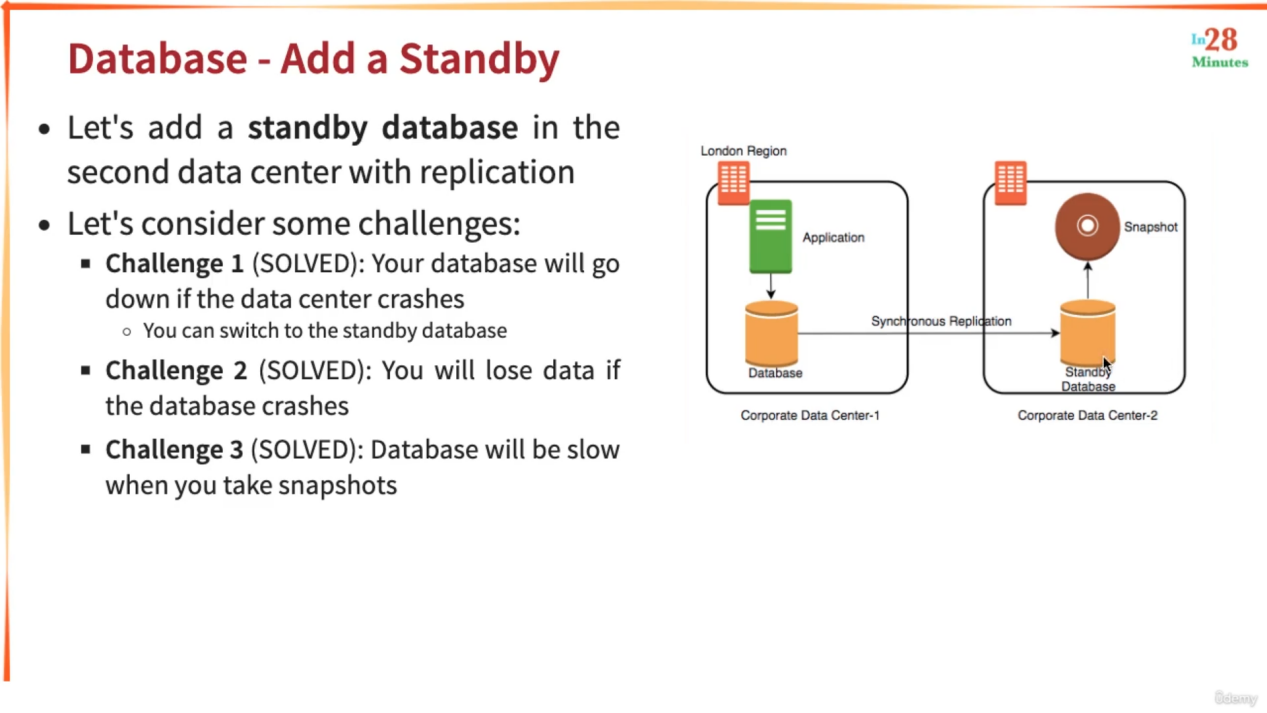 Database - Add a Standby
In28
Minutes
Let's add a standby database in the
second data center with replication
Let's consider some challenges:
Challenge 1 (SOLVED): Your database will go
down if the data center crashes
You can switch to the standby database
Challenge 2 (SOLVED): You will lose data if
the database crashes
Challenge 3 (SOLVED): Database will be slow
when you take snapshots
London Region
Application
Snapshot
Synchronous Replication
Database
Standby
Database
Corporate Data Center-1
Corporate Data Center-2
ûdemy